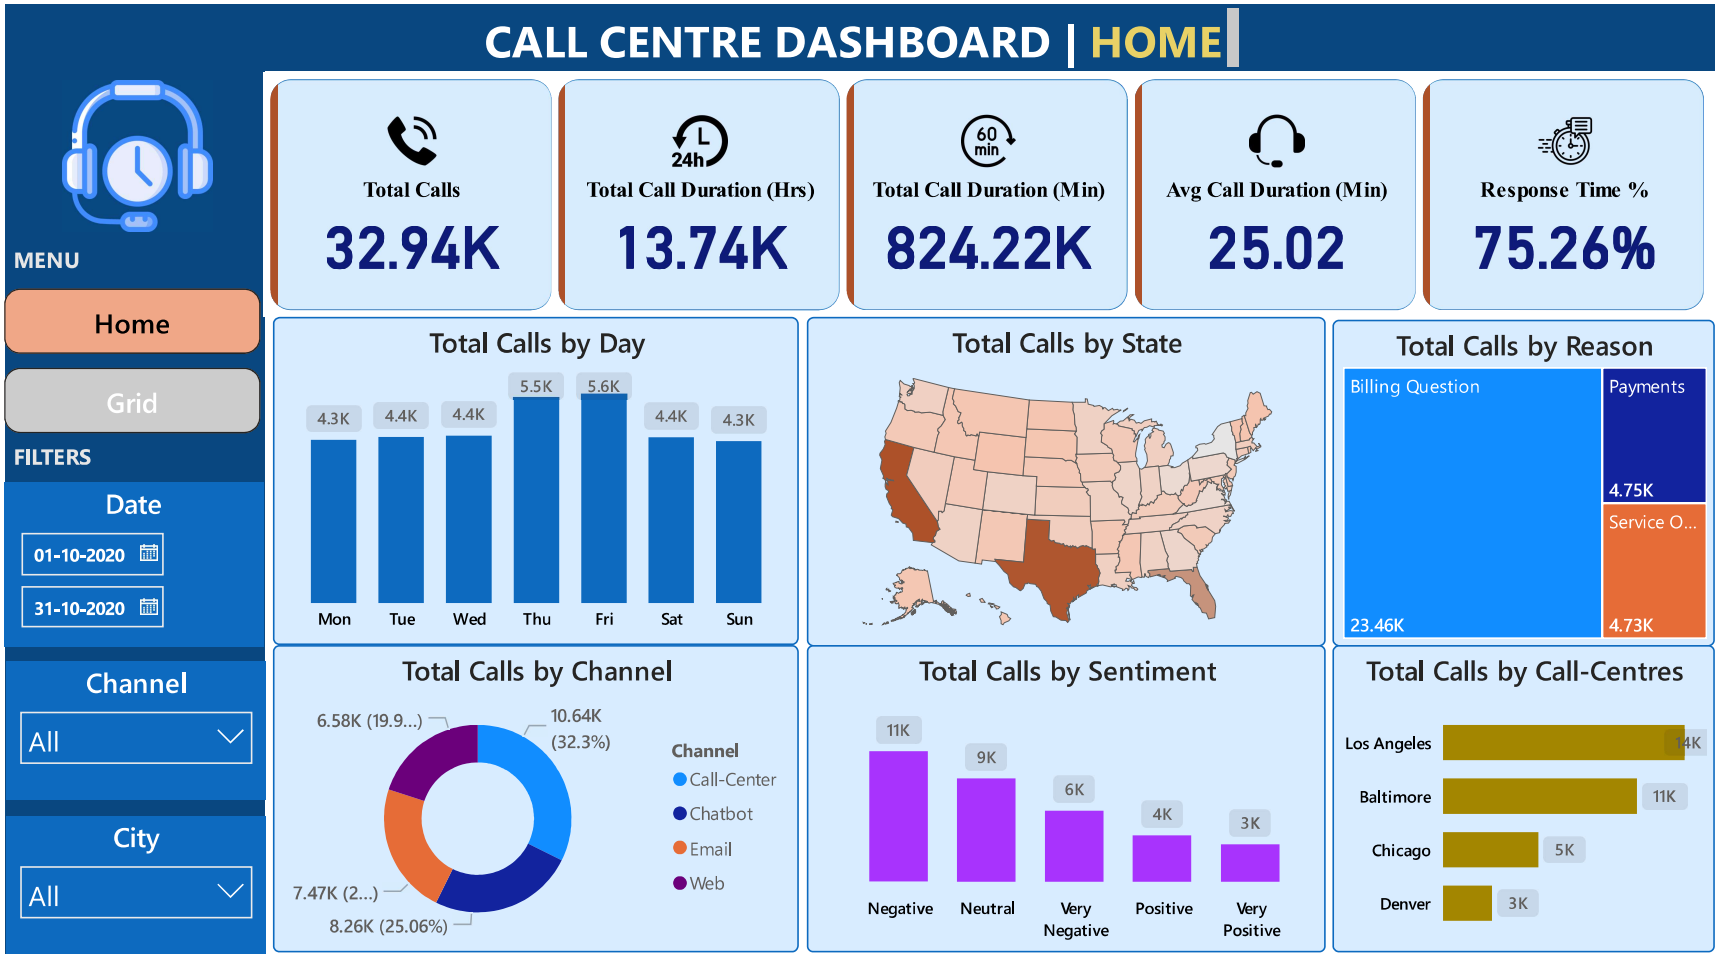 CALL CENTRE DASHBOARD | HOME
MENU
Home
Grid
FILTERS
Date
01-10-2020
31-10-2020
Channel
All
City
All
Total Calls
32.94K
24h
Total Call Duration (Hrs)
13.74K
60
min
Total Call Duration (Min)
824.22K
Avg Call Duration (Min)
25.02
Response Time %
75.26%
Total Calls by Day
4.3K
4.4K
4.4K
5.5K
5.6K
4.4K
4.3K
Mon
Tue
Wed
Thu
Fri
Sat
Sun
Total Calls by State
Total Calls by Reason
Billing Question
23.46K
Payments
4.75K
Service O...
4.73K
Total Calls by Channel
6.58K (19.9...)
10.64K
(32.3%)
7.47K (2...)
8.26K (25.06%)
Channel
Call-Center
Chatbot
Email
Web
Total Calls by Sentiment
11K
9K
6K
4K
3K
Negative
Neutral
Very
Negative
Positive
Very
Positive
Total Calls by Call-Centres
Los Angeles
14K
Baltimore
11K
Chicago
5K
Denver
3K